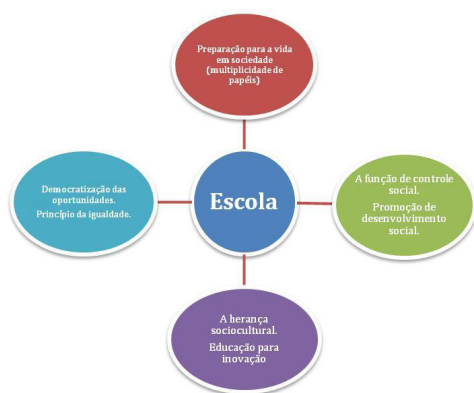 Preparação para a vida
em sociedade
(multiplicidade de
papéis)
Democratização das
oportunidades.
Princípio da igualdade.
Escola
A função de controle
social.
Promoção de
desenvolvimento
social.
A herança
sociocultural.
Educação para
inovação